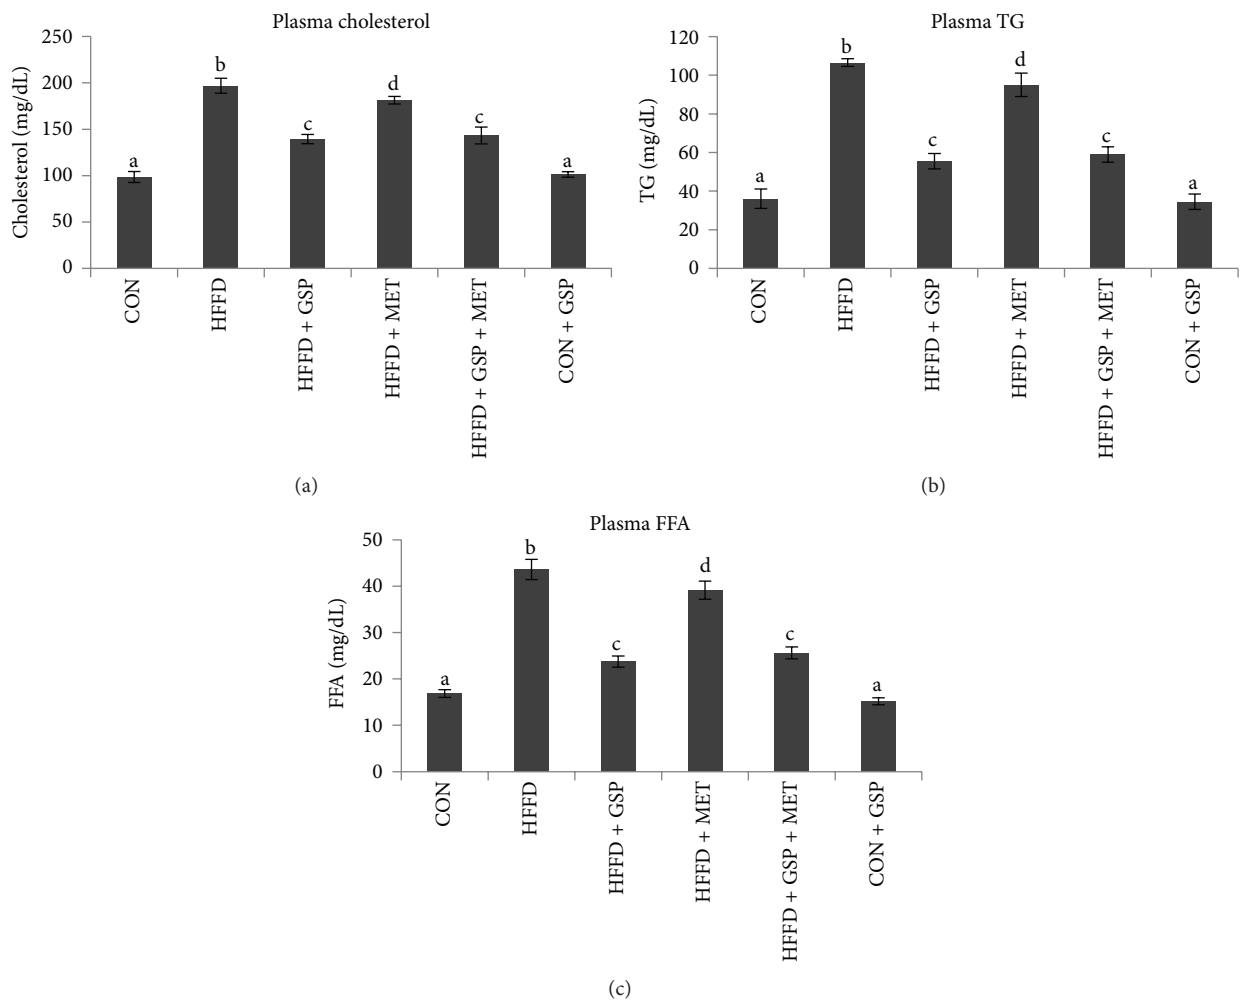 Plasma cholesterol
Cholesterol (mg/dL)
250
200
150
100
50
0
a
b
c
d
c
a
CON
HFFD
HFFD + GSP
HFFD + MET
HFFD + GSP + MET
CON + GSP
(a)
Plasma TG
TG (mg/dL)
120
100
80
60
40
20
0
a
b
c
d
c
a
CON
HFFD
HFFD + GSP
HFFD + MET
HFFD + GSP + MET
CON + GSP
(b)
Plasma FFA
FFA (mg/dL)
50
40
30
20
10
0
a
b
c
d
c
a
CON
HFFD
HFFD + GSP
HFFD + MET
HFFD + GSP + MET
CON + GSP
(c)